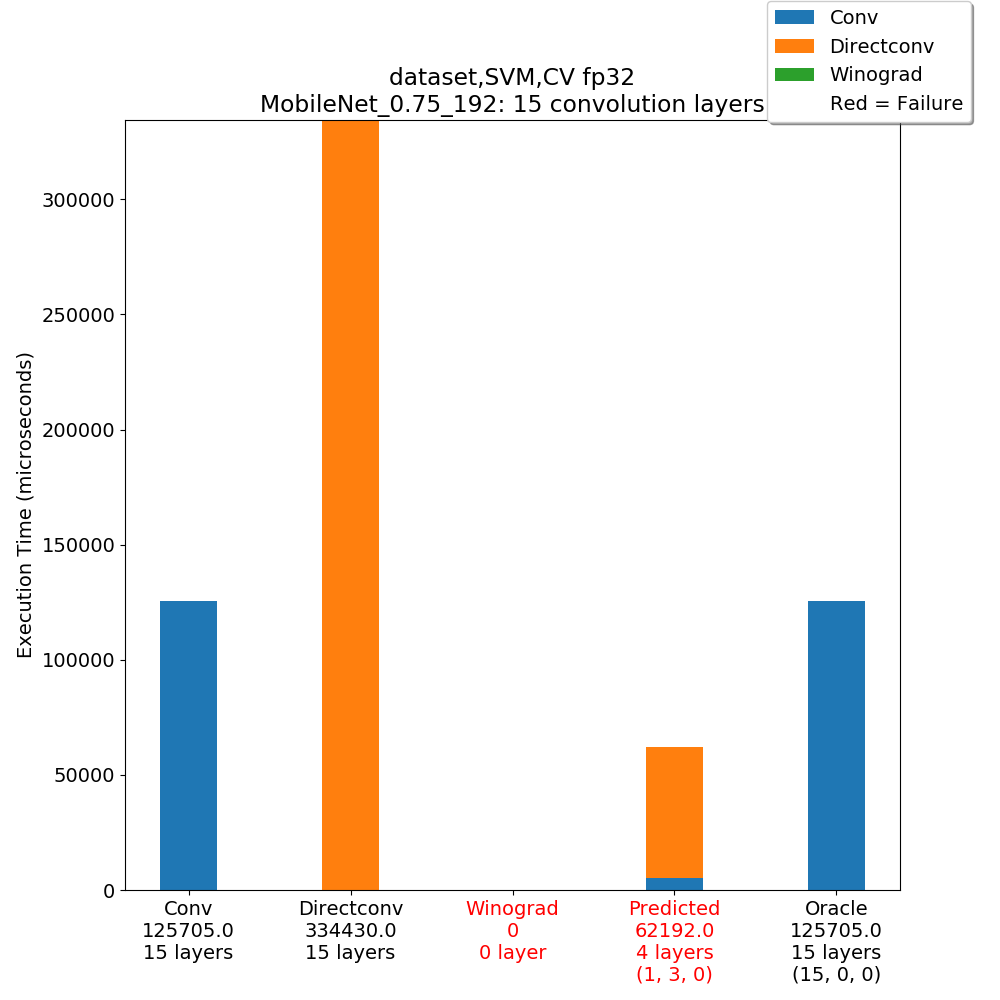 Conv
Directconv
Winograd
Red = Failure
dataset,SVM,CV fp32
MobileNet_0.75_192: 15 convolution layers
Execution Time (microseconds)
300000
250000
200000
150000
100000
50000
0
Conv
125705.0
15 layers
Directconv
334430.0
15 layers
Winograd
0
0 layer
Predicted
62192.0
4 layers
(1, 3, 0)
Oracle
125705.0
15 layers
(15, 0, 0)